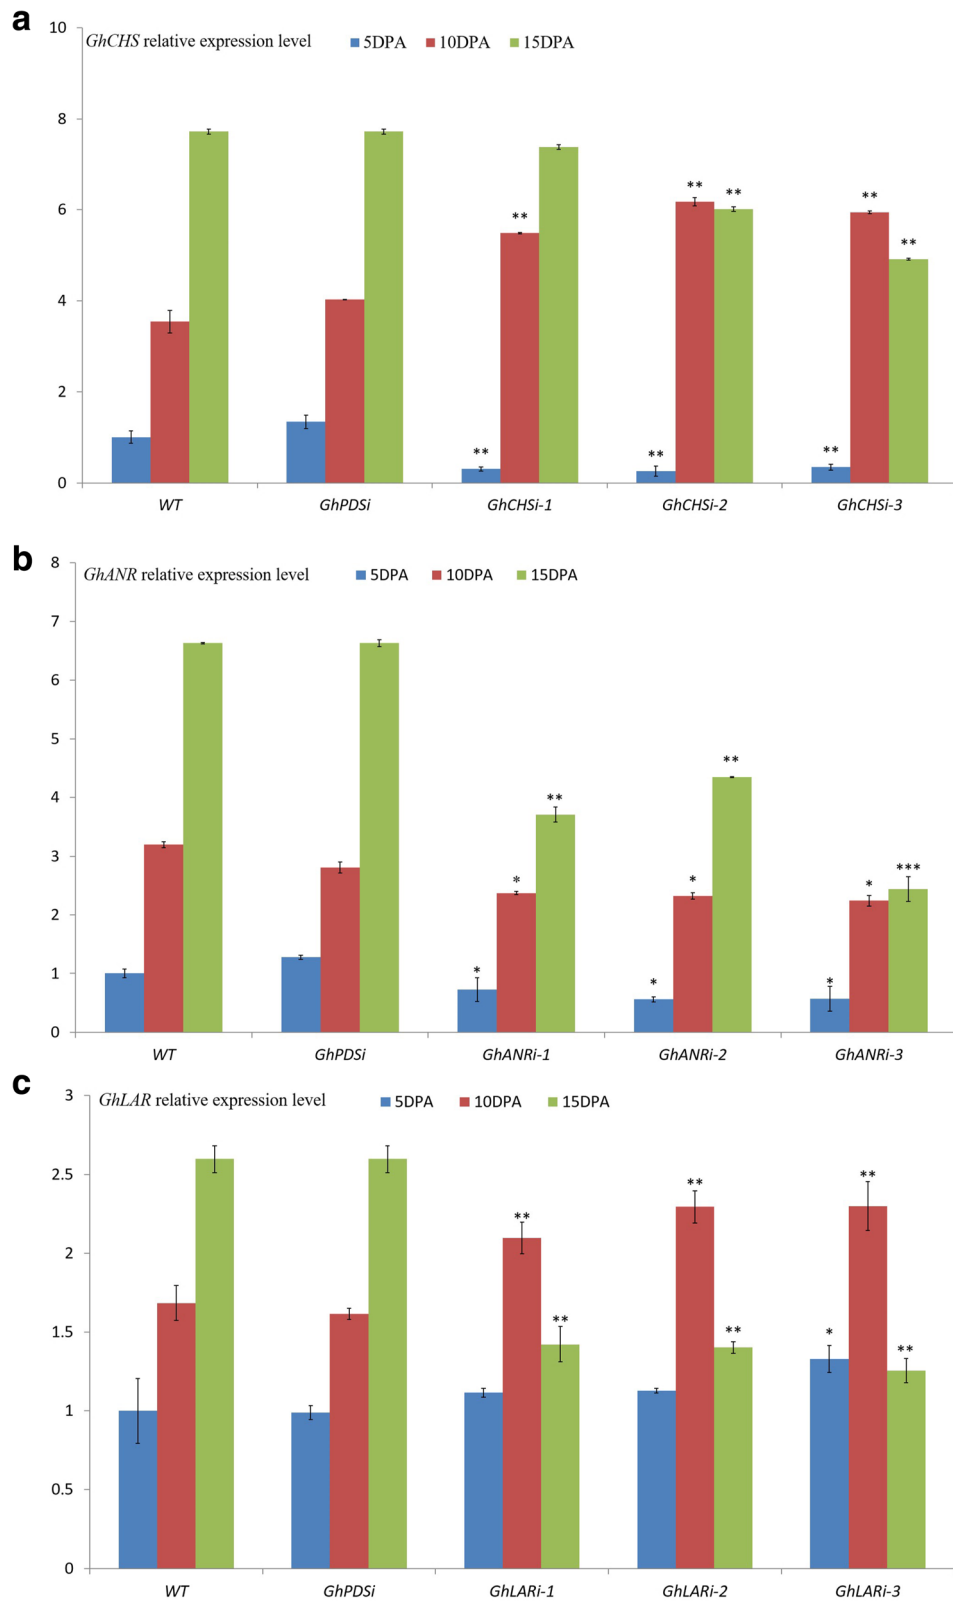 a
GhCHS relative expression level 5DPA 10DPA 15DPA
10
8
6
4
2
0
** ** ** ** ** ** ** **
WT GhPDSi GhCHSi-1 GhCHSi-2 GhCHSi-3
b
GhANR relative expression level 5DPA 10DPA 15DPA
8
7
6
5
4
3
2
1
0
* * ** * * ** * * ***
WT GhPDSi GhANRi-1 GhANRi-2 GhANRi-3
c
GhLAR relative expression level 5DPA 10DPA 15DPA
3
2.5
2
1.5
1
0.5
0
** ** ** ** * ** **
WT GhPDSi GhLARi-1 GhLARi-2 GhLARi-3